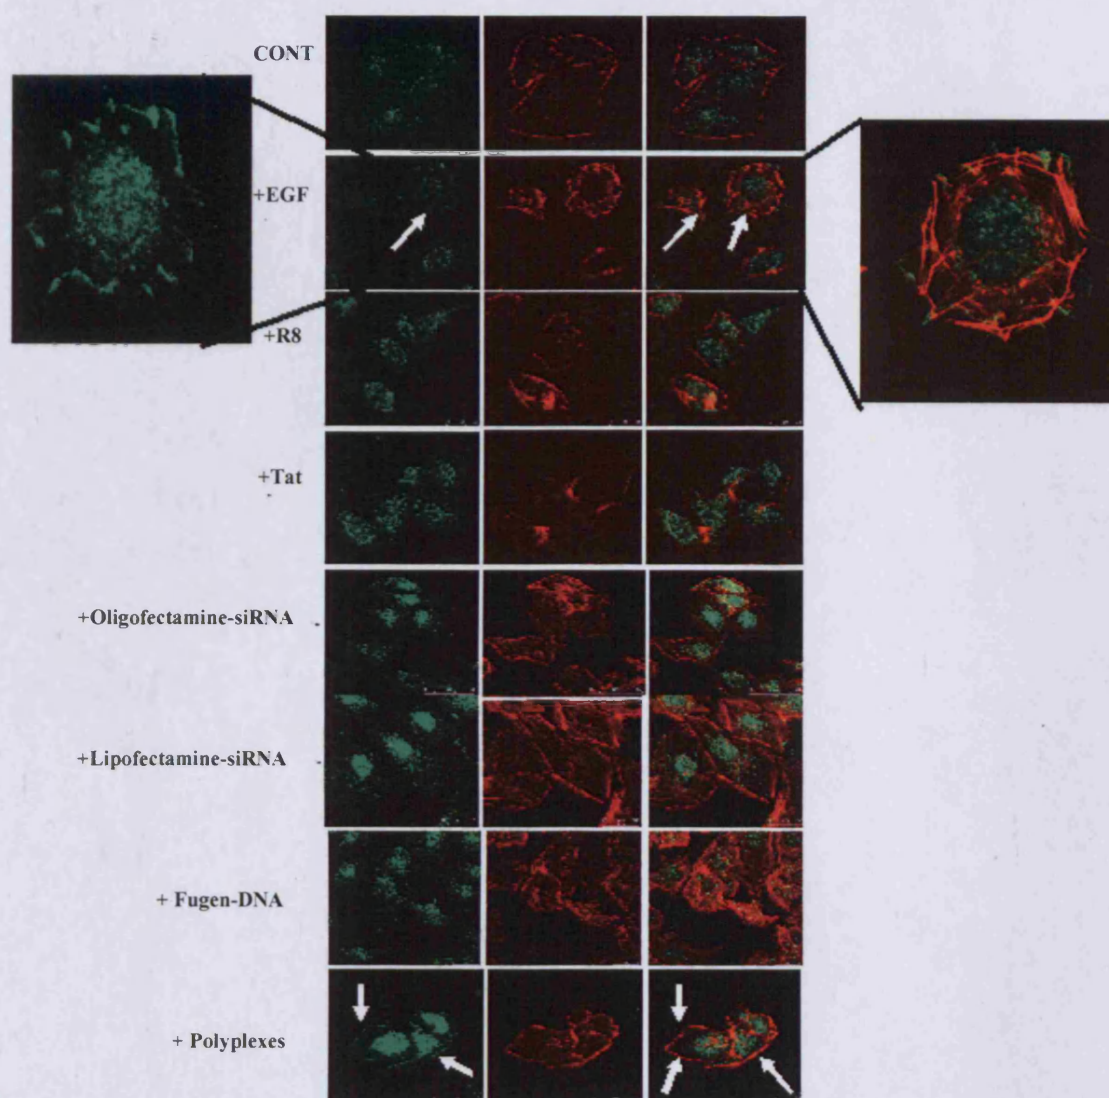 CONT
+EGF
+R8
+Tat
+Oligofectamine-siRNA
+Lipofectamine-siRNA
+ Fugen-DNA
+ Polyplexes